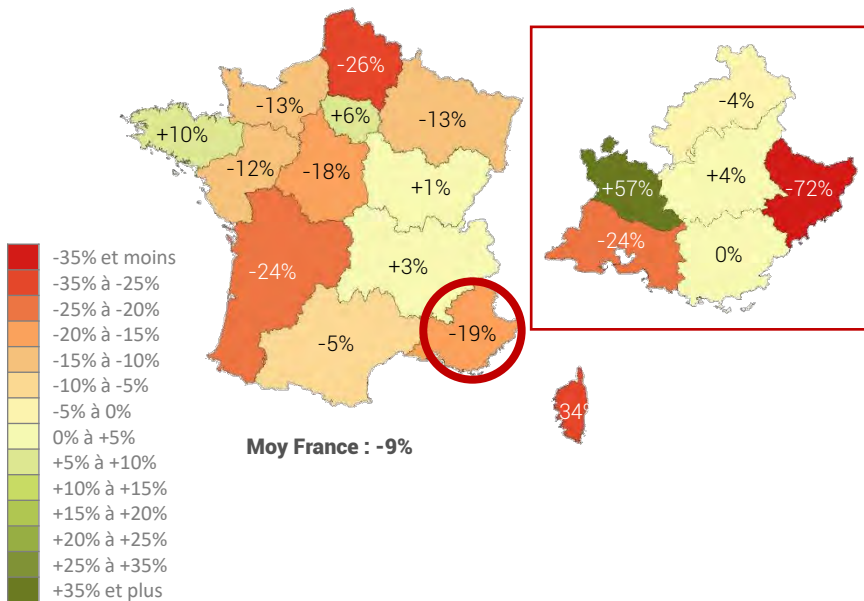 -26%
-13%
+6%
-13%
+10%
-12%
-18%
+1%
-24%
+3%
-5%
-19%
34%
Moy France : -9%
-4%
+57%
+4%
-72%
-24%
0%
-35% et moins
-35% à -25%
-25% à -20%
-20% à -15%
-15% à -10%
-10% à -5%
-5% à 0%
0% à +5%
+5% à +10%
+10% à +15%
+15% à +20%
+20% à +25%
+25% à +35%
+35% et plus